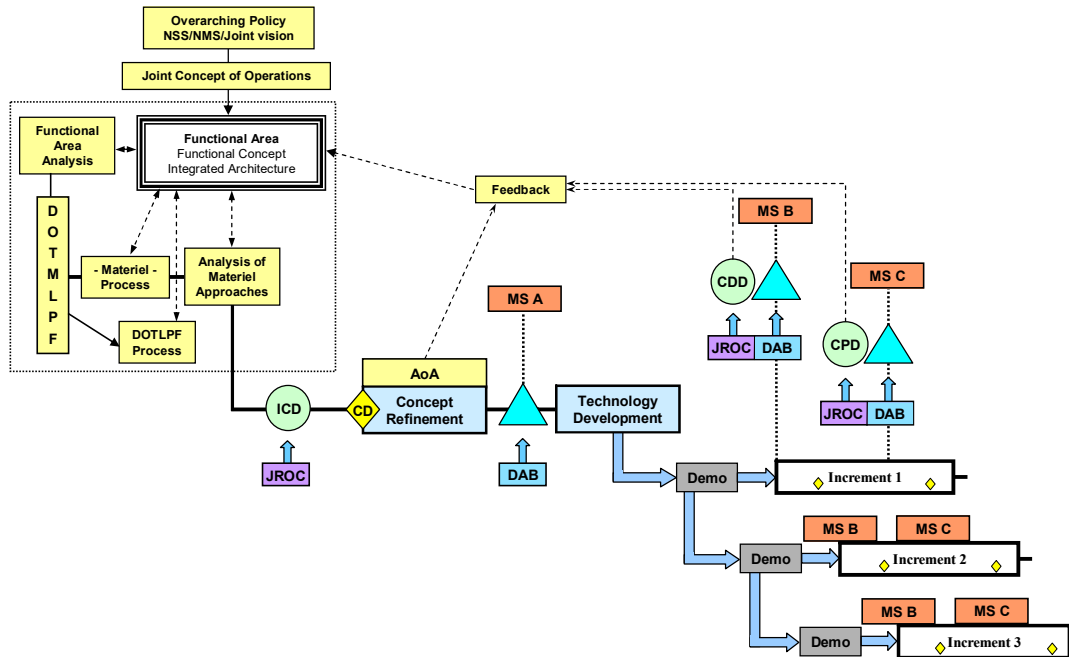 Overarching Policy
NSS/NMS/Joint vision
Joint Concept of Operations
Functional
Area
Analysis
Functional Area
Functional Concept
Integrated Architecture
Feedback
D
O
T
M
L
P
F
- Materiel -
Process
Analysis of
Materiel
Approaches
DOTLPF
Process
MS B
MS C
CDD
CPD
JROC
DAB
JROC
DAB
MS A
ICD
CD
AoA
Concept
Refinement
Technology
Development
JROC
DAB
Demo
Increment 1
MS B
MS C
Demo
Increment 2
MS B
MS C
Demo
Increment 3